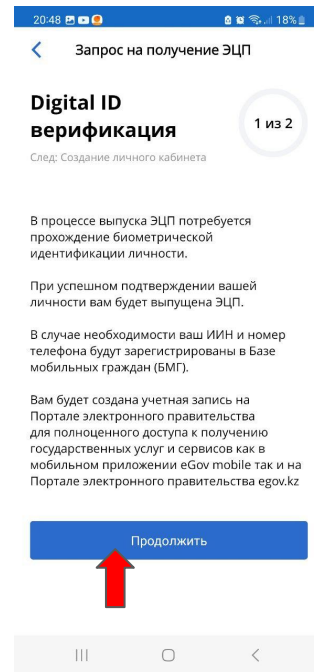 20:48 18%
Запрос на получение ЭЦП
Digital ID
верификация
1 из 2
След: Создание личного кабинета
В процессе выпуска ЭЦП потребуется
прохождение биометрической
идентификации личности.
При успешном подтверждении вашей
личности вам будет выпущена ЭЦП.
В случае необходимости ваш ИИН и номер
телефона будут зарегистрированы в Базе
мобильных граждан (БМГ).
Вам будет создана учетная запись на
Портале электронного правительства
для полноценного доступа к получению
государственных услуг и сервисов как в
мобильном приложении eGov mobile так и на
Портале электронного правительства egov.kz
Продолжить